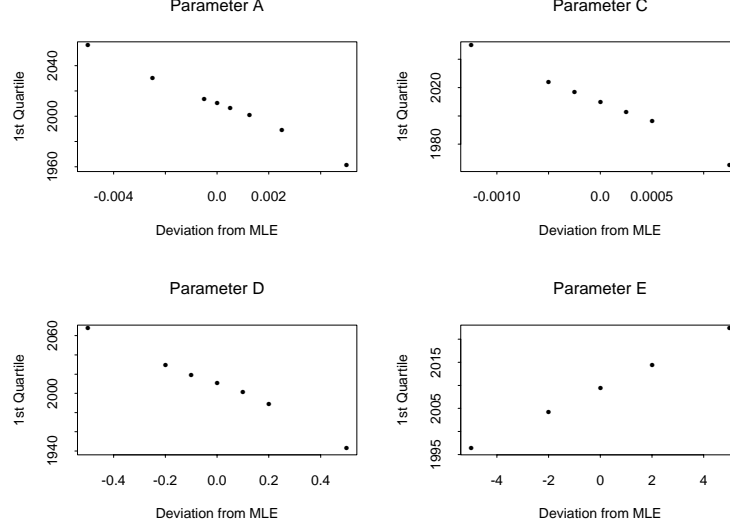 Parameter A
1st Quartile
1960 2000 2040
-0.004 0.0 0.002
Deviation from MLE
Parameter C
1st Quartile
1980 2020
-0.0010 0.0 0.0005
Deviation from MLE
Parameter D
1st Quartile
1940 2000 2060
-0.4 -0.2 0.0 0.2 0.4
Deviation from MLE
Parameter E
1st Quartile
1995 2005 2015
-4 -2 0 2 4
Deviation from MLE